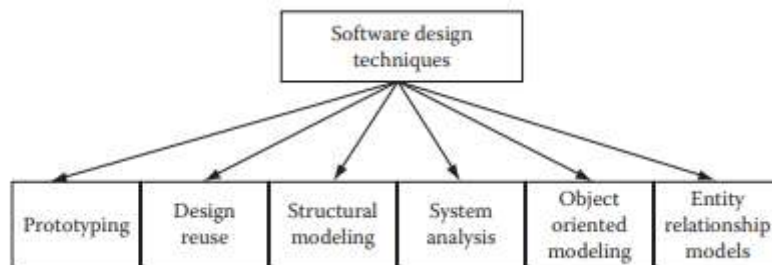 Software design
techniques
Prototyping
Design
reuse
Structural
modeling
System
analysis
Object
oriented
modeling
Entity
relationship
models